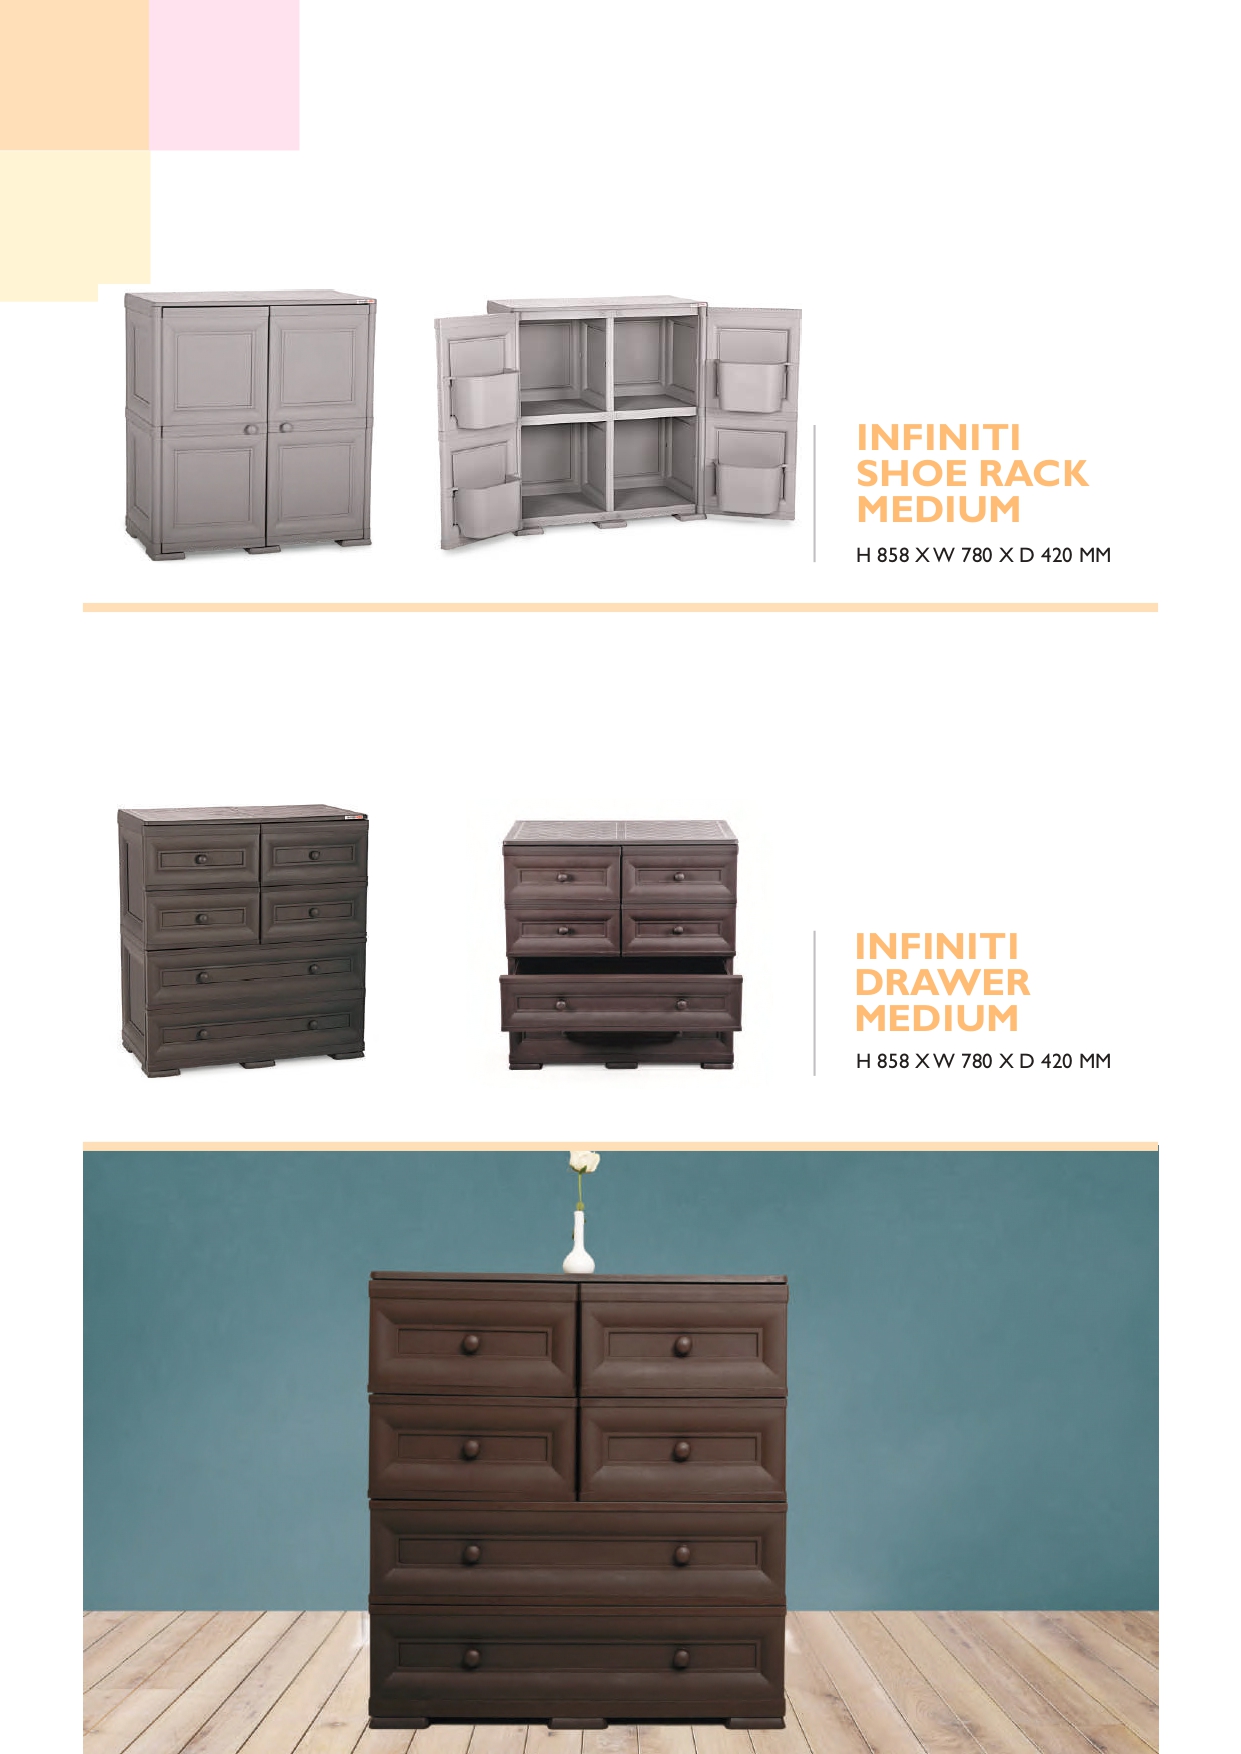 INFINITI
SHOE RACK
MEDIUM
H 858 X W 780 X D 420 MM
INFINITI
DRAWER
MEDIUM
H 858 X W 780 X D 420 MM